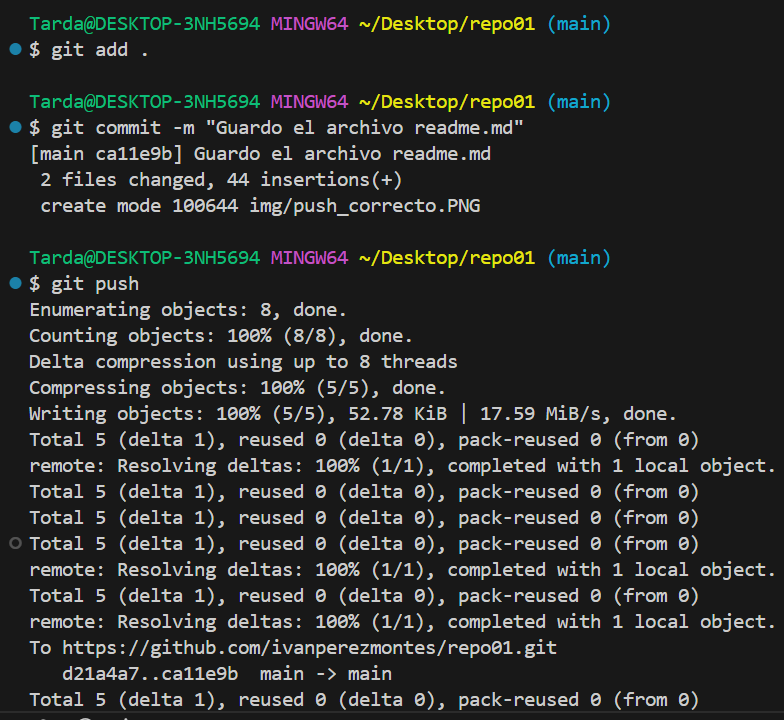 Tarda@DESKTOP-3NH5694 MINGW64 ~/Desktop/repo01 (main)
$ git add .
Tarda@DESKTOP-3NH5694 MINGW64 ~/Desktop/repo01 (main)
$ git commit -m "Guardo el archivo readme.md"
[main ca11e9b] Guardo el archivo readme.md
 2 files changed, 44 insertions(+)
 create mode 100644 img/push_correcto.PNG
Tarda@DESKTOP-3NH5694 MINGW64 ~/Desktop/repo01 (main)
$ git push
Enumerating objects: 8, done.
Counting objects: 100% (8/8), done.
Delta compression using up to 8 threads
Compressing objects: 100% (5/5), done.
Writing objects: 100% (5/5), 52.78 KiB | 17.59 MiB/s, done.
Total 5 (delta 1), reused 0 (delta 0), pack-reused 0 (from 0)
remote: Resolving deltas: 100% (1/1), completed with 1 local object.
Total 5 (delta 1), reused 0 (delta 0), pack-reused 0 (from 0)
Total 5 (delta 1), reused 0 (delta 0), pack-reused 0 (from 0)
Total 5 (delta 1), reused 0 (delta 0), pack-reused 0 (from 0)
remote: Resolving deltas: 100% (1/1), completed with 1 local object.
Total 5 (delta 1), reused 0 (delta 0), pack-reused 0 (from 0)
remote: Resolving deltas: 100% (1/1), completed with 1 local object.
To https://github.com/ivanperezmontes/repo01.git
   d21a4a7..ca11e9b  main -> main
Total 5 (delta 1), reused 0 (delta 0), pack-reused 0 (from 0)